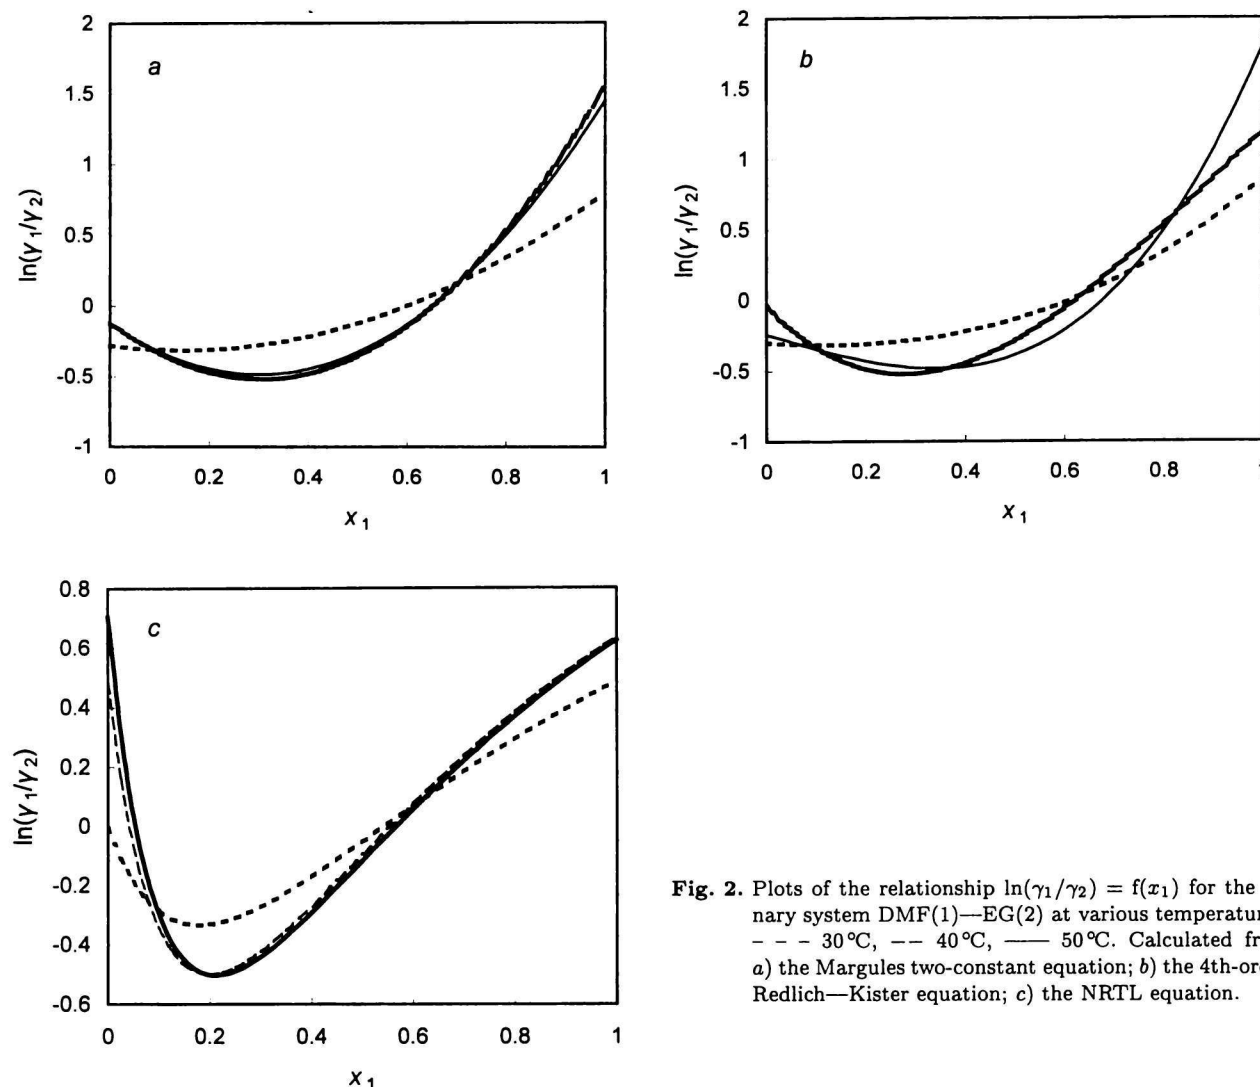 2
1.5
1
0.5
0
-0.5
-1
ln(γ1/γ2)
a
0 0.2 0.4 0.6 0.8 1
x1
2
1.5
1
0.5
0
-0.5
-1
ln(γ1/γ2)
b
0 0.2 0.4 0.6 0.8
x1
0.8
0.6
0.4
0.2
0
-0.2
-0.4
-0.6
ln(γ1/γ2)
c
0 0.2 0.4 0.6 0.8 1
x1
Fig. 2. Plots of the relationship ln(γ1/γ2) = f(x1) for the
nary system DMF(1)—EG(2) at various temperatur
- - - 30°C, — — 40°C, —— 50°C. Calculated fr
a) the Margules two-constant equation; b) the 4th-or
Redlich—Kister equation; c) the NRTL equation.